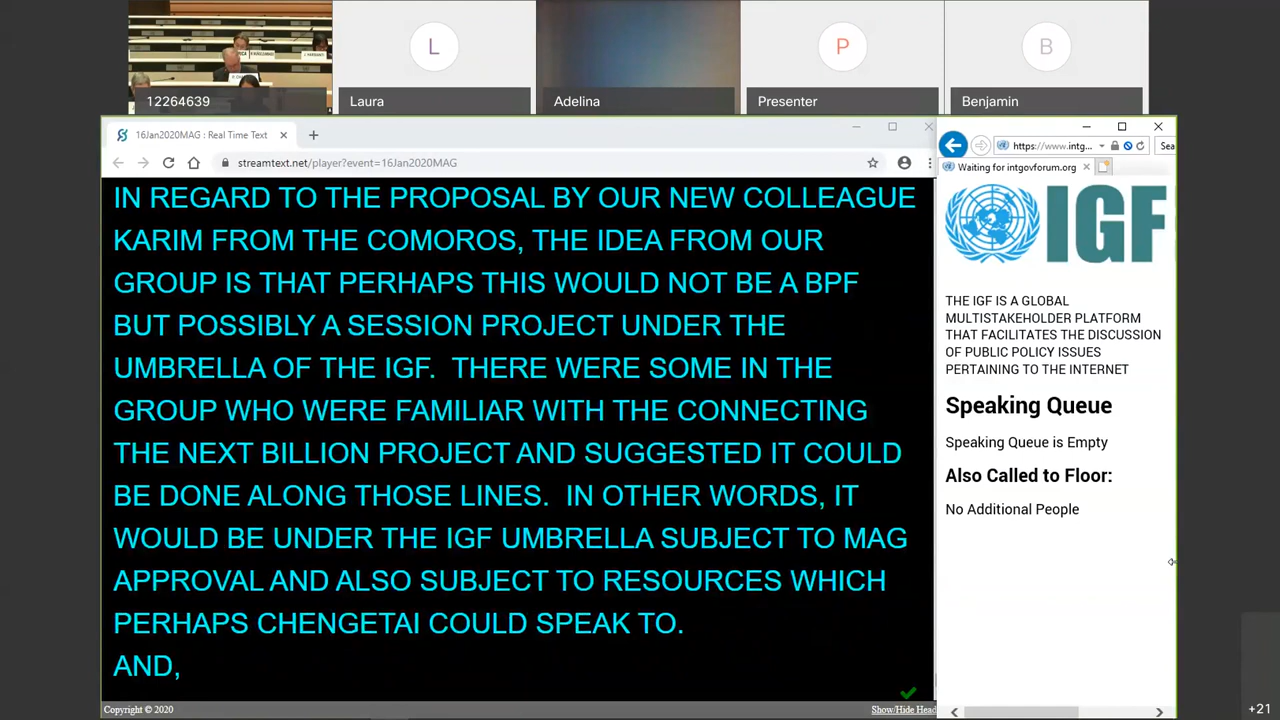 L
P
B
12264639
Laura
Adelina
Presenter
Benjamin
16Jan2020MAG : Real Time Text
streamtext.net/player?event=16Jan2020MAG
IN REGARD TO THE PROPOSAL BY OUR NEW COLLEAGUE
KARIM FROM THE COMOROS, THE IDEA FROM OUR
GROUP IS THAT PERHAPS THIS WOULD NOT BE A BPF
BUT POSSIBLY A SESSION PROJECT UNDER THE
UMBRELLA OF THE IGF.  THERE WERE SOME IN THE
GROUP WHO WERE FAMILIAR WITH THE CONNECTING
THE NEXT BILLION PROJECT AND SUGGESTED IT COULD
BE DONE ALONG THOSE LINES.  IN OTHER WORDS, IT
WOULD BE UNDER THE IGF UMBRELLA SUBJECT TO MAG
APPROVAL AND ALSO SUBJECT TO RESOURCES WHICH
PERHAPS CHENGETAI COULD SPEAK TO.
AND,
Copyright © 2020
Show/Hide Head
https://www.intg...
Sea
Waiting for intgovforum.org
IGF
THE IGF IS A GLOBAL
MULTISTAKEHOLDER PLATFORM
THAT FACILITATES THE DISCUSSION
OF PUBLIC POLICY ISSUES
PERTAINING TO THE INTERNET
Speaking Queue
Speaking Queue is Empty
Also Called to Floor:
No Additional People
+21